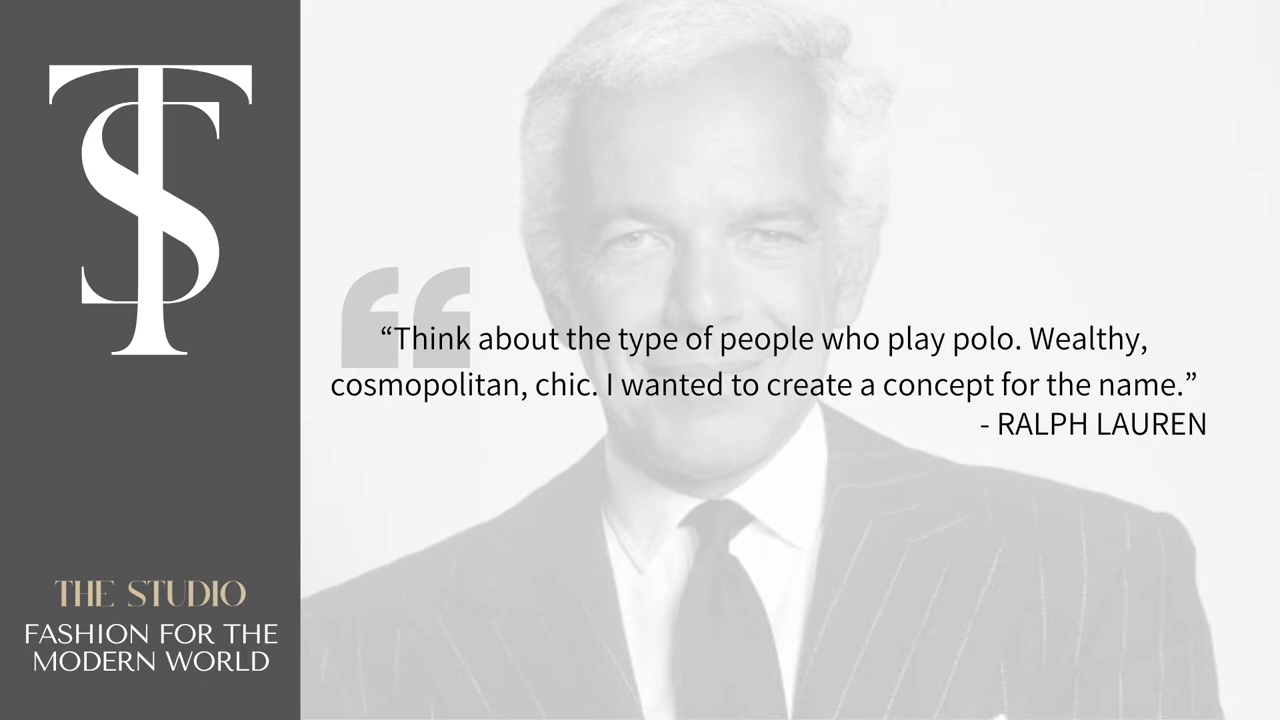 TS
THE STUDIO
FASHION FOR THE
MODERN WORLD
“Think about the type of people who play polo. Wealthy,
cosmopolitan, chic. I wanted to create a concept for the name.”
- RALPH LAUREN